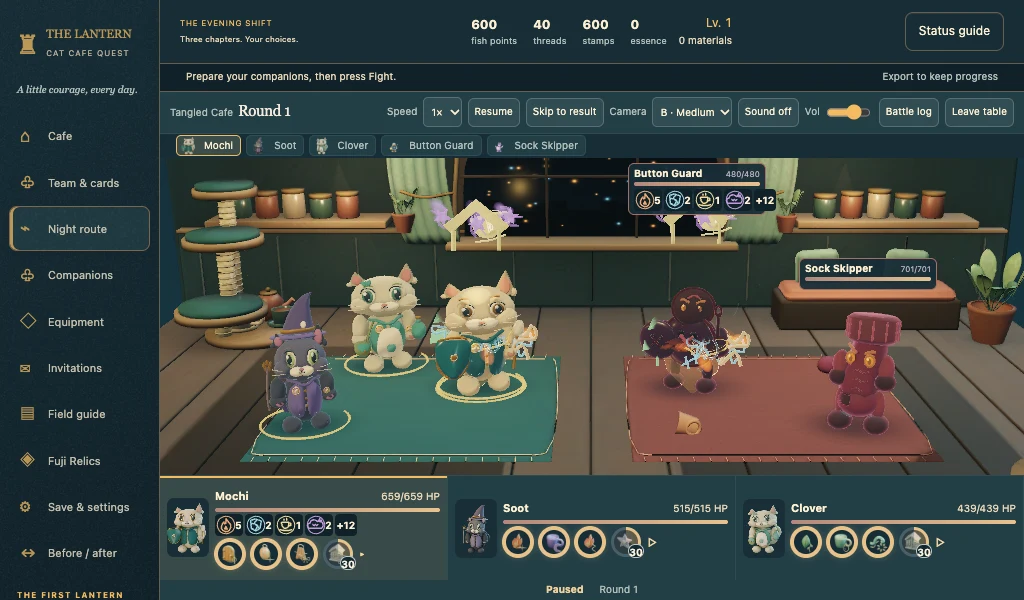 THE LANTERN
CAT CAFE QUEST
A little courage, every day.
Cafe
Team & cards
Night route
Companions
Equipment
Invitations
Field guide
Fuji Relics
Save & settings
Before / after
THE FIRST LANTERN
THE EVENING SHIFT
Three chapters. Your choices.
600 fish points
40 threads
600 stamps
0 essence
Lv. 1
0 materials
Status guide
Prepare your companions, then press Fight.
Export to keep progress
Tangled Cafe Round 1
Speed 1x Resume Skip to result Camera B · Medium Sound off Vol Battle log Leave table
Mochi Soot Clover Button Guard Sock Skipper
Button Guard 480/480
5 2 1 2 +12
Sock Skipper 701/701
Mochi 659/659 HP
5 2 1 2 +12
30
Soot 515/515 HP
30
Clover 439/439 HP
30
Paused Round 1